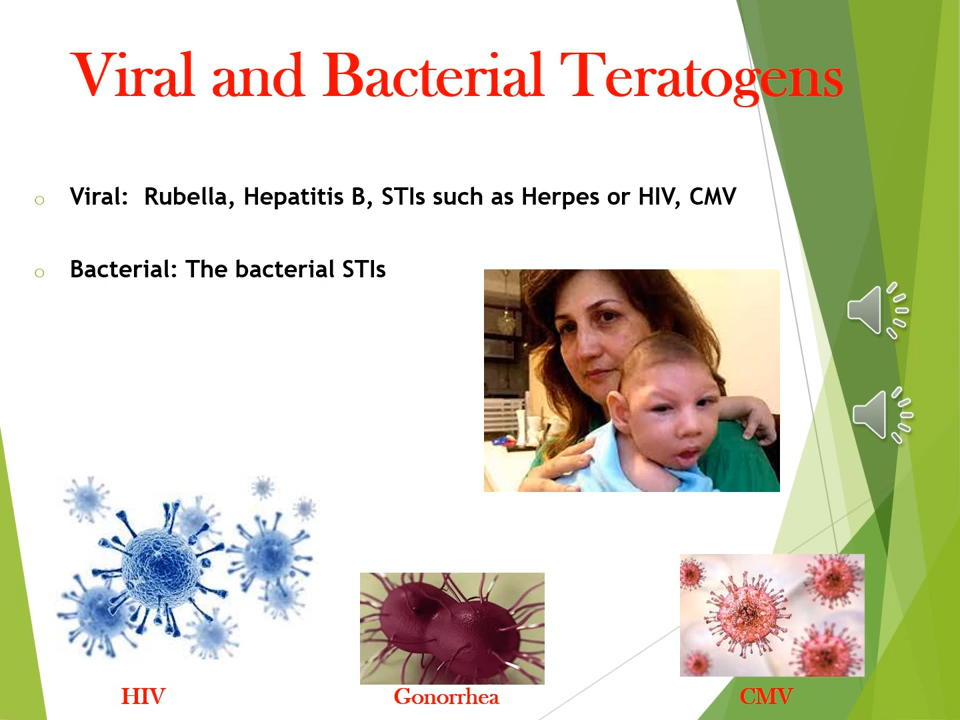 Viral and Bacterial Teratogens
o Viral: Rubella, Hepatitis B, STIs such as Herpes or HIV, CMV
o Bacterial: The bacterial STIs
HIV
Gonorrhea
CMV